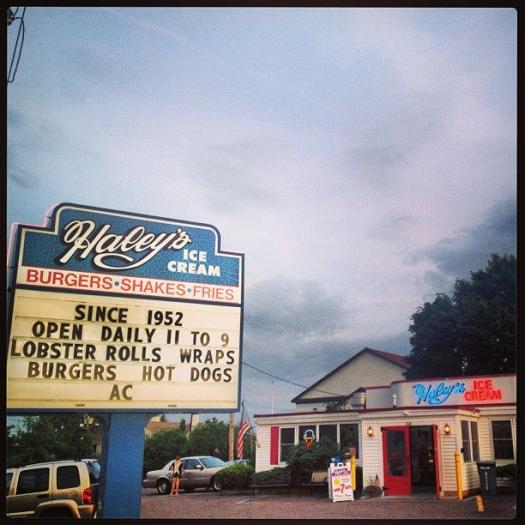 Haley's
ICE
CREAM
BURGERS • SHAKES • FRIES
SINCE 1952
OPEN DAILY 11 TO 9
LOBSTER ROLLS WRAPS
BURGERS HOT DOGS
AC
Haley's ICE
CREAM